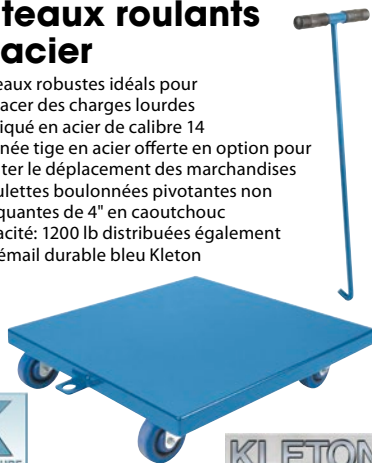 teaux roulants
acier
eaux robustes idéals pour
acer des charges lourdes
iqué en acier de calibre 14
née tige en acier offerte en option pour
ter le déplacement des marchandises
ulettes boulonnées pivotantes non
quantes de 4" en caoutchouc
acité: 1200 lb distribuées également
émail durable bleu Kleton
KLETON